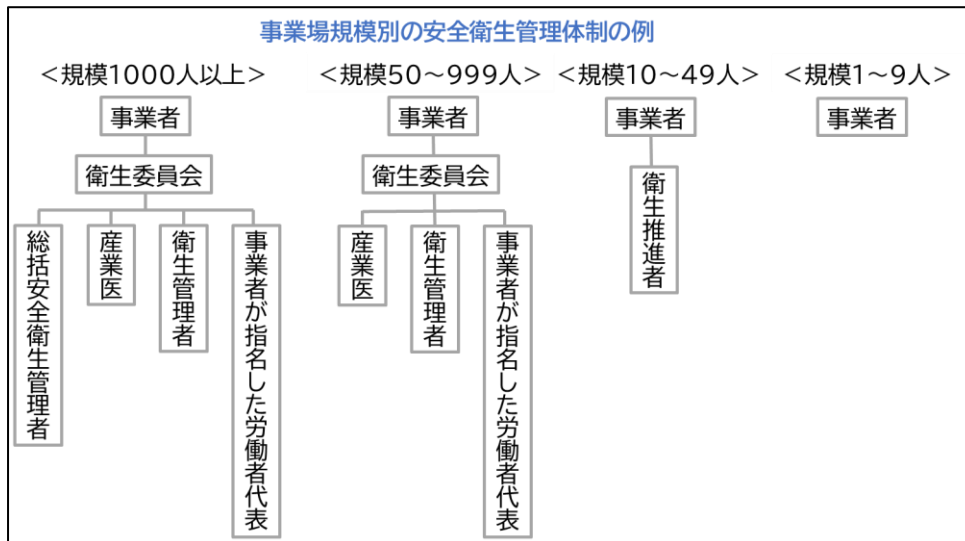 事業場規模別の安全衛生管理体制の例
＜規模1000人以上＞
事業者
衛生委員会
総括安全衛生管理者
産業医
衛生管理者
事業者が指名した労働者代表
＜規模50～999人＞
事業者
衛生委員会
産業医
衛生管理者
事業者が指名した労働者代表
＜規模10～49人＞
事業者
衛生推進者
＜規模1～9人＞
事業者